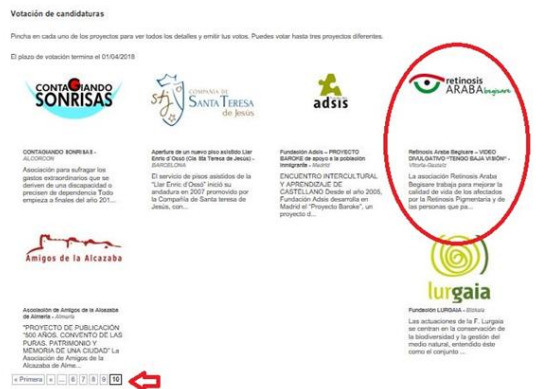 Votación de candidaturas
Pincha en cada uno de los proyectos para ver todos los detalles y emitir tus votos. Puedes votar hasta tres proyectos diferentes.
El plazo de votación termina el 01/04/2018
CONTAGIANDO
SONRISAS
COMPAÑÍA DE
SANTA TERESA
de Jesús
adsis
retinosis
ARABA begisare
CONTAGIANDO SONRISAS -
ALCORCON
Asociación para sufragar los
gastos extraordinarios que se
deriven de una discapacidad o
precisen de dependencia Todo
empieza a finales del año 201...
Apertura de un nuevo piso asistido Llar
Enric d'Ossó (Cia Sta Teresa de Jesús) -
BARCELONA
El servicio de pisos asistidos de la
"Llar Enric d'Ossó" inició su
andadura en 2007 promovido por
la Compañía de Santa teresa de
Jesús, con...
Fundación Adsis – PROYECTO
BAROKE de apoyo a la población
inmigrante - Madrid
ENCUENTRO INTERCULTURAL
Y APRENDIZAJE DE
CASTELLANO Desde el año 2005,
Fundación Adsis desarrolla en
Madrid el "Proyecto Baroke", un
proyecto d...
Retinosis Araba Begisare – VIDEO
DIVULGATIVO "TENGO BAJA VISIÓN" -
Vitoria-Gasteiz
La asociación Retinosis Araba
Begisare trabaja para mejorar la
calidad de vida de los afectados
por la Retinosis Pigmentaria y de
las personas que pa...
Amigos de la Alcazaba
lurgaia
Asociación de Amigos de la Alcazaba
de Almería - Almería
"PROYECTO DE PUBLICACIÓN
"500 AÑOS. CONVENTO DE LAS
PURAS. PATRIMONIO Y
MEMORIA DE UNA CIUDAD" La
Asociación de Amigos de la
Alcazaba de Alme...
Fundación LURGAIA - Bizkaia
Las actuaciones de la F. Lurgaia
se centran en la conservación de
la biodiversidad y la gestión del
medio natural, entendido éste
como el conjunto ...
« Primera « ... 6 7 8 9 10